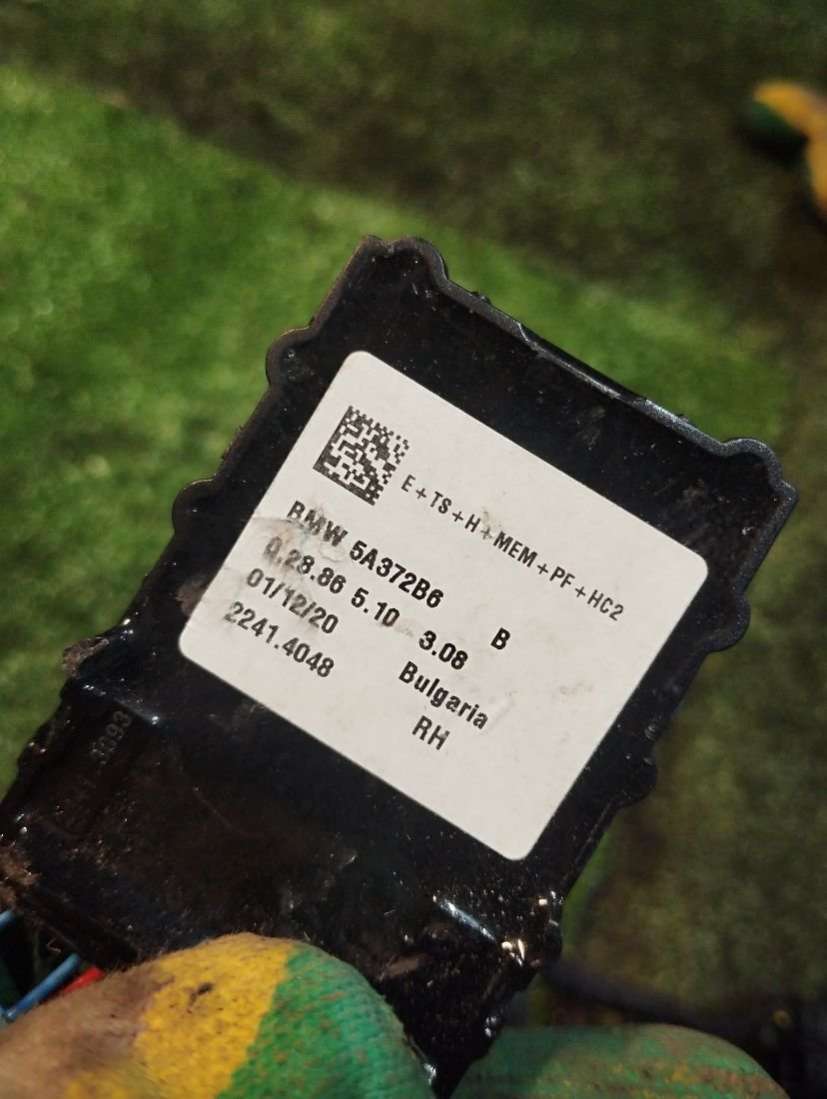 E+TS+H+MEM+PF+HC2
BMW 5A372B6 B
0.28.86 5.10 3.08
01/12/20 Bulgaria
2241.4048 RH